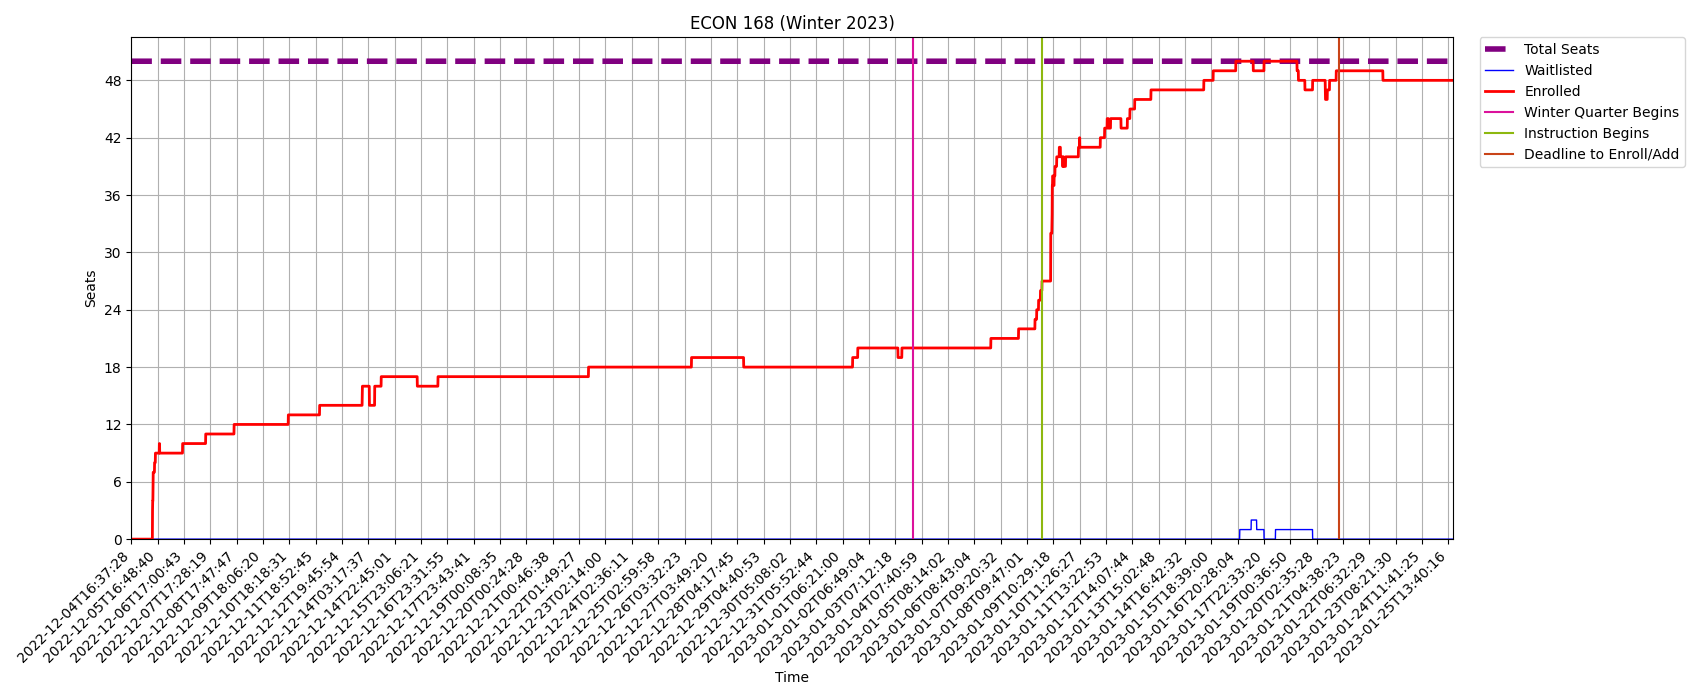 ECON 168 (Winter 2023)
Total Seats
Waitlisted
Enrolled
Winter Quarter Begins
Instruction Begins
Deadline to Enroll/Add
Seats
48
42
36
30
24
18
12
6
0
2022-12-04T16:37:28
2022-12-05T16:48:40
2022-12-06T17:00:43
2022-12-07T17:28:19
2022-12-08T17:47:47
2022-12-09T18:06:20
2022-12-10T18:18:31
2022-12-11T18:52:45
2022-12-12T19:45:54
2022-12-14T03:17:37
2022-12-14T22:45:01
2022-12-15T23:06:21
2022-12-16T23:31:55
2022-12-17T23:43:41
2022-12-19T00:08:35
2022-12-20T00:24:28
2022-12-21T00:46:38
2022-12-22T01:49:27
2022-12-23T02:14:00
2022-12-24T02:36:11
2022-12-25T02:59:58
2022-12-26T03:32:23
2022-12-27T03:49:20
2022-12-28T04:17:45
2022-12-29T04:40:53
2022-12-30T05:08:02
2022-12-31T05:52:44
2023-01-01T06:21:00
2023-01-02T06:49:04
2023-01-03T07:12:18
2023-01-04T07:40:59
2023-01-05T08:14:02
2023-01-06T08:43:04
2023-01-07T09:20:32
2023-01-08T09:47:01
2023-01-09T10:29:18
2023-01-10T11:26:27
2023-01-11T13:22:53
2023-01-12T14:07:44
2023-01-13T15:02:48
2023-01-14T16:42:32
2023-01-15T18:39:00
2023-01-16T20:28:04
2023-01-17T22:33:20
2023-01-19T00:36:50
2023-01-20T02:35:28
2023-01-21T04:38:23
2023-01-22T06:32:29
2023-01-23T08:21:30
2023-01-24T11:41:25
2023-01-25T13:40:16
Time